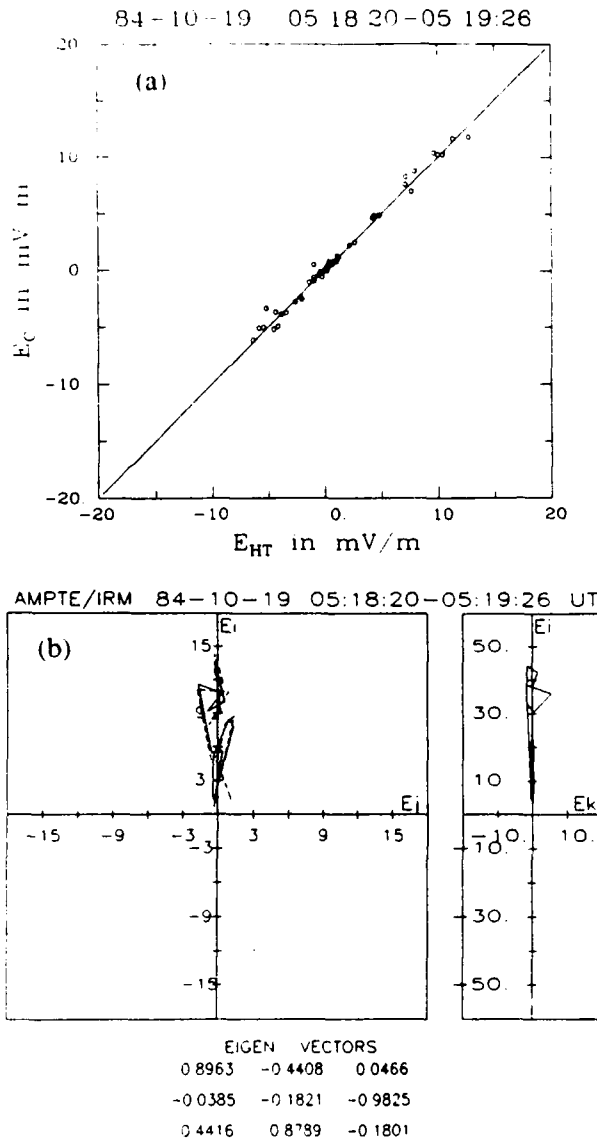 84-10-19 05 18 20-05 19:26
20
(a)
10
0
-10
-20
E_C in mV m
-20 -10 0. 10 20
E_HT in mV/m
AMPTE/IRM 84-10-19 05:18:20-05:19:26 UT
(b)
Ei
15
9
3
Ej
-15 -9 -3 3 9 15
-3
-9
-15
Ei
50.
30.
10
Ek
-10. 10.
-10.
-30.
-50.
EIGEN VECTORS
0 8963 -0 4408 0 0466
-0 0385 -0 1821 -0 9825
0 4416 0 8789 -0 1801